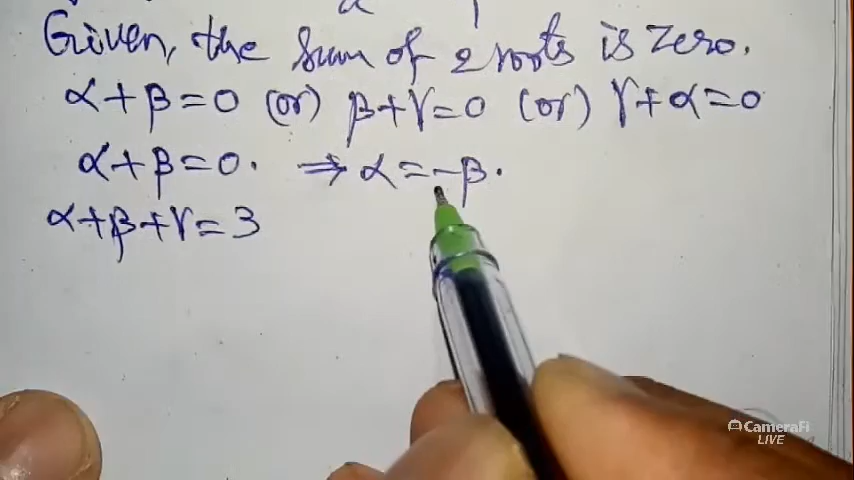 Given, the sum of 2 roots is zero.
α+β=0 (or) β+γ=0 (or) γ+α=0
α+β=0. ⇒ α=-β.
α+β+γ=3
CameraFi
LIVE